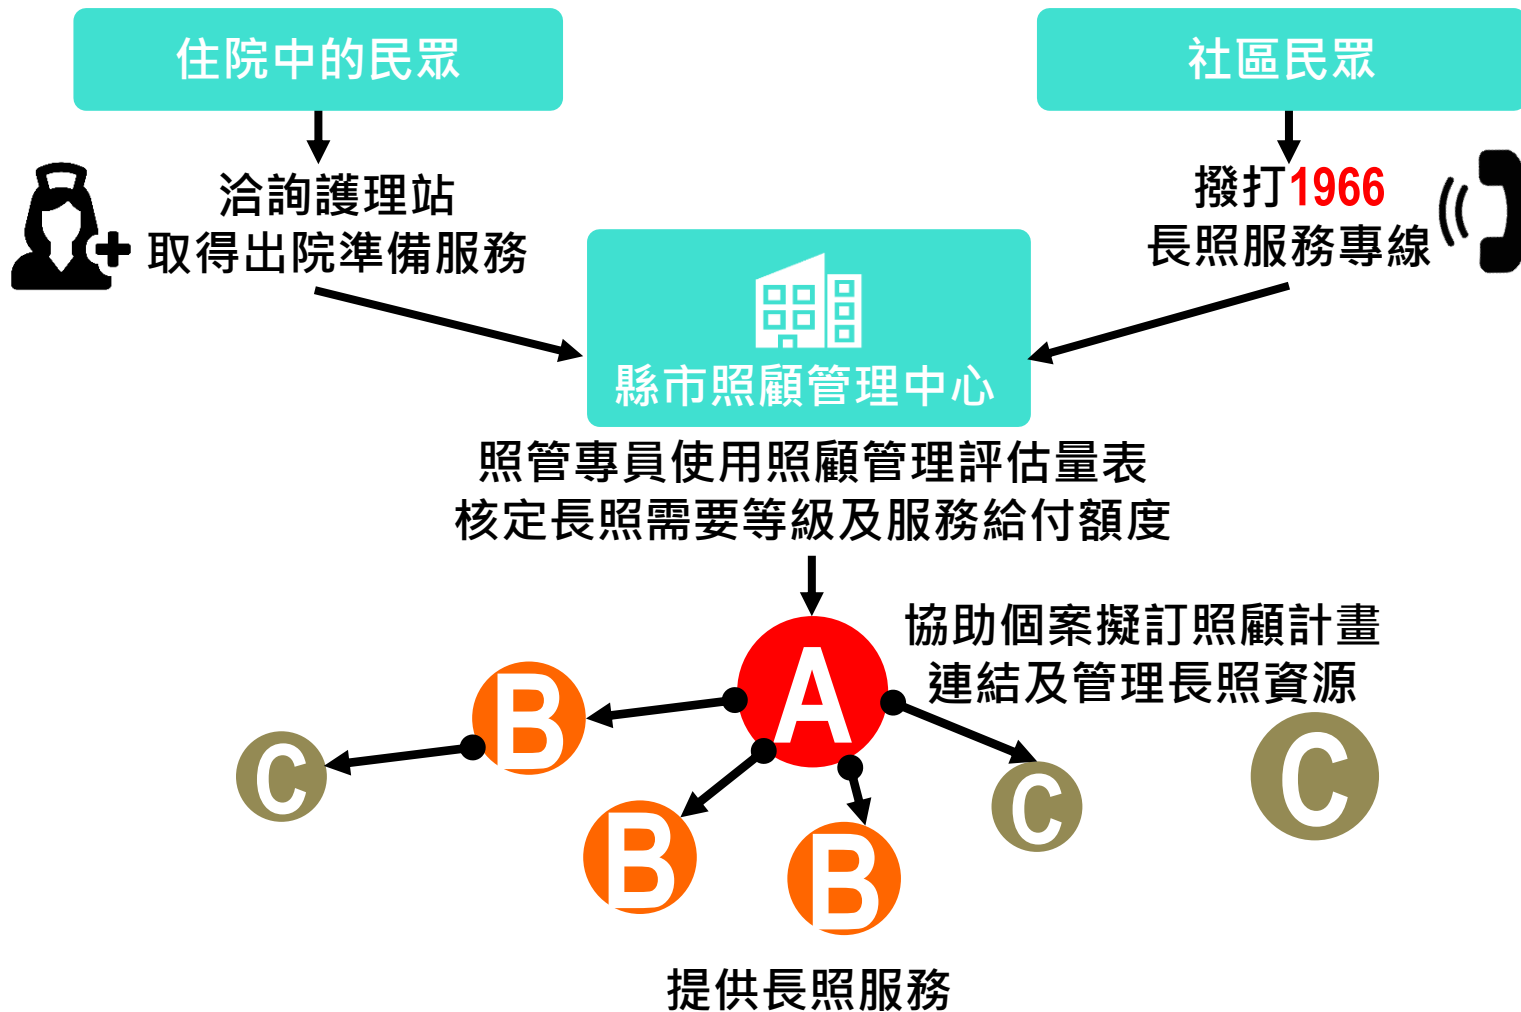 住院中的民眾
社區民眾
洽詢護理站
取得出院準備服務
撥打1966
長照服務專線
縣市照顧管理中心
照管專員使用照顧管理評估量表
核定長照需要等級及服務給付額度
A
協助個案擬訂照顧計畫
連結及管理長照資源
B
C
B
B
C
C
提供長照服務